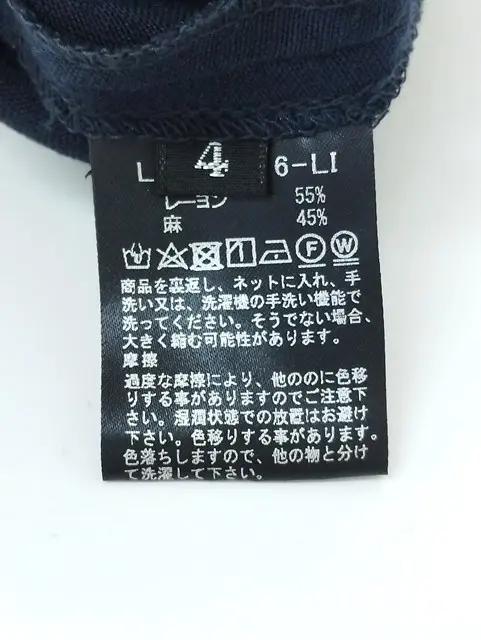 L 4 6-LI
レーヨン 55%
麻 45%
F W
商品を裏返し、ネットに入れ、手
洗い又は、洗濯機の手洗い機能で
洗ってください。そうでない場合、
大きく縮む可能性があります。
摩擦
過度な摩擦により、他ののに色移
りする事がありますのでご注意下
さい。湿潤状態での放置はお避け
下さい。色移りする事があります。
色落ちしますので、他の物と分け
て洗濯して下さい。